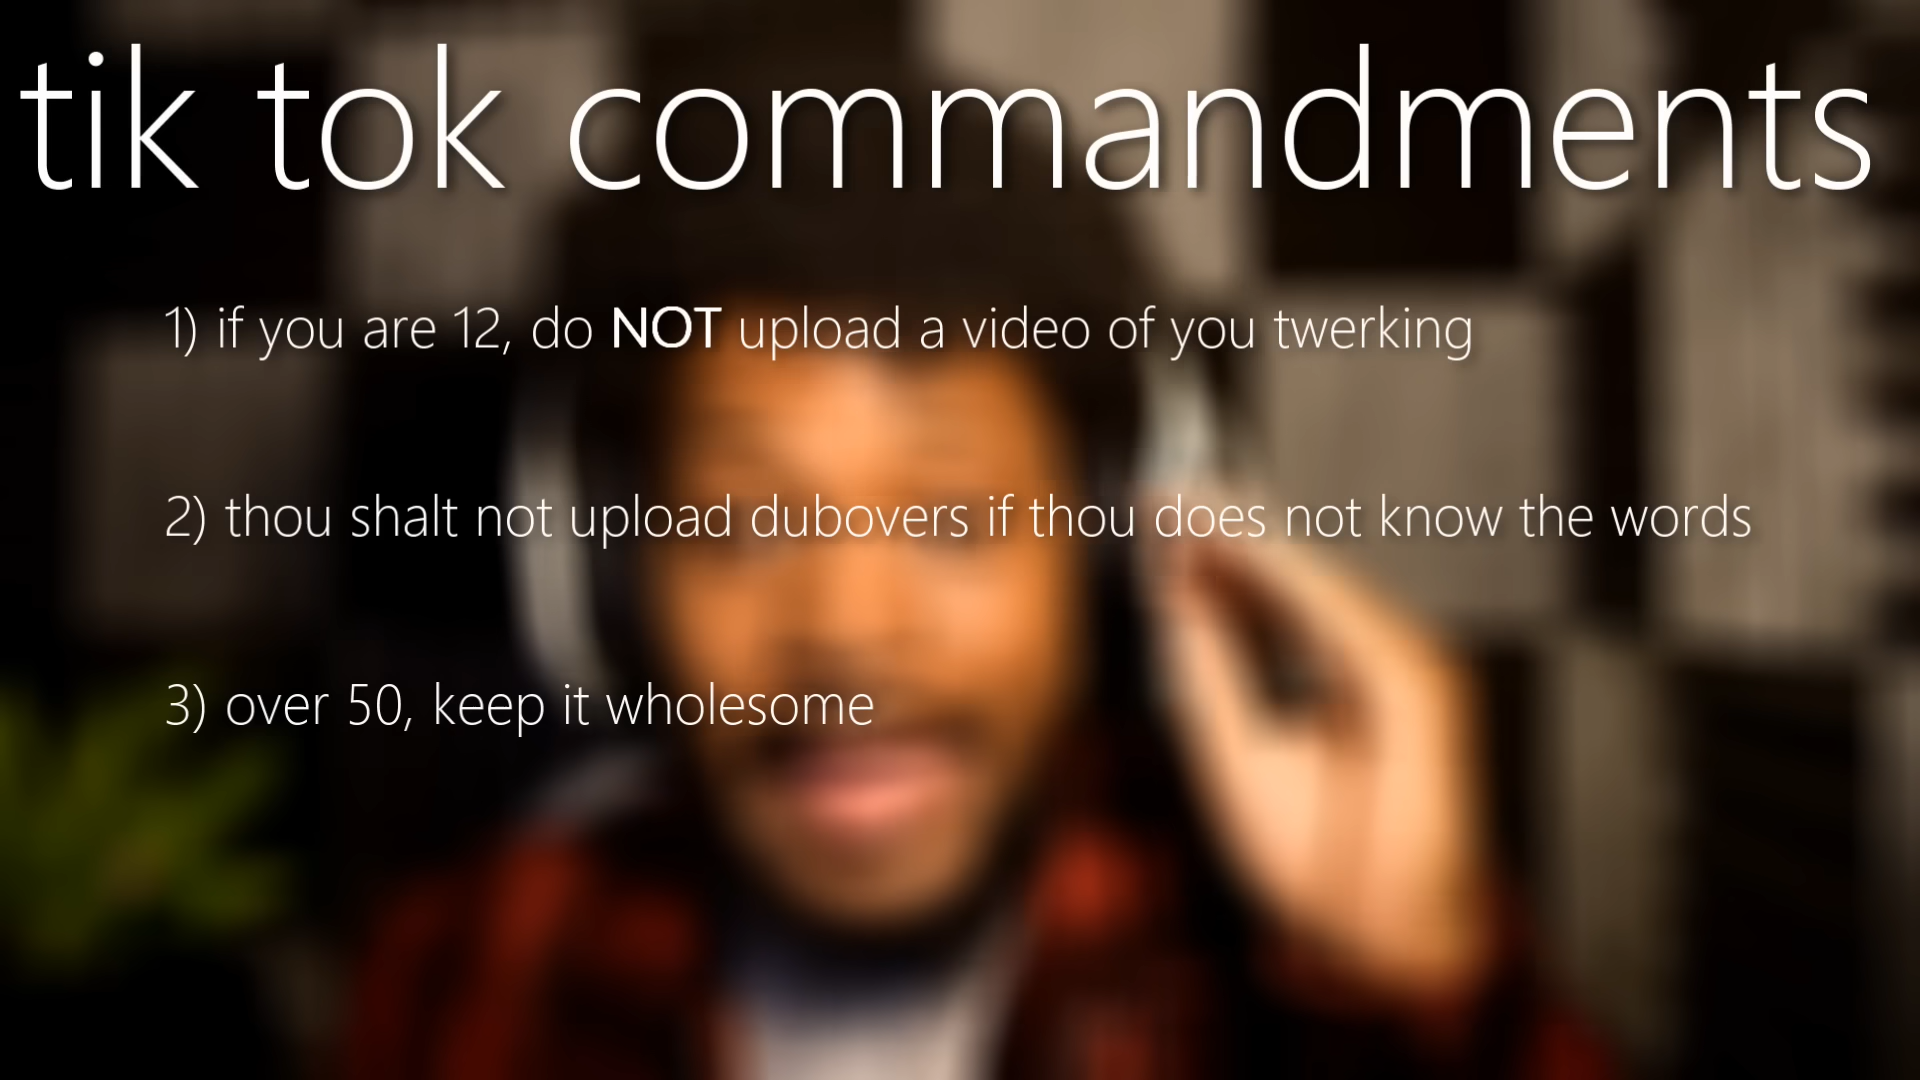 tik tok commandments
1) if you are 12, do NOT upload a video of you twerking
2) thou shalt not upload dubovers if thou does not know the words
3) over 50, keep it wholesome